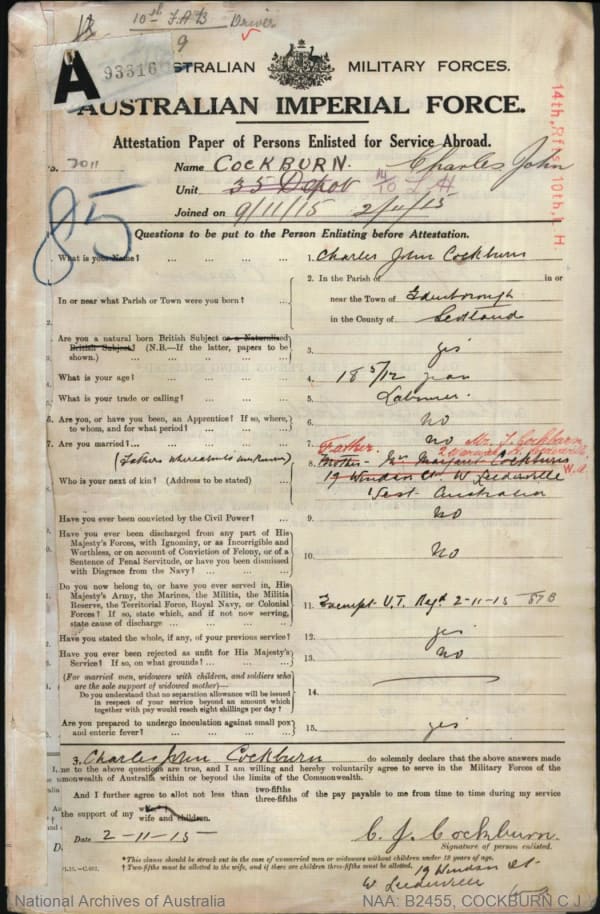 10th F.A.B Driver
9
A
93316
AUSTRALIAN MILITARY FORCES.
AUSTRALIAN IMPERIAL FORCE.
Attestation Paper of Persons Enlisted for Service Abroad.
14th, Rfts 10th, L. H.
No. 7011
Name COCKBURN. Charles John
Unit 35 Depot 14/10 L H
Joined on 9/11/15 2/11/15
85
Questions to be put to the Person Enlisting before Attestation.
What is your Name? ... ... ... 1. Charles John Cockburn
2. In the Parish of in or
In or near what Parish or Town were you born? ... near the Town of Edenborough
in the County of Scotland
Are you a natural born British Subject or a Naturalised
British Subject? (N.B.—If the latter, papers to be
shown.) ... ... ... ... 3. yes
What is your age? ... ... ... 4. 18 5/12 years
What is your trade or calling? ... ... 5. Labourer.
6. Are you, or have you been, an Apprentice? If so, where,
to whom, and for what period? ... ... 6. No
7. Are you married?... ... ... ... 7. no
Father. Mr. J. Cockburn
(Fathers whereabouts unknown)
8. Mother - Mrs Margaret Cockburn
W.A.
Who is your next of kin? (Address to be stated) ... 19 Windsor St. W Leederville
West Australia
Have you ever been convicted by the Civil Power? ... 9. No
Have you ever been discharged from any part of His
Majesty's Forces, with Ignominy, or as Incorrigible and
Worthless, or on account of Conviction of Felony, or of a
Sentence of Penal Servitude, or have you been dismissed
with Disgrace from the Navy? ... ... 10. No
Do you now belong to, or have you ever served in, His
Majesty's Army, the Marines, the Militia, the Militia
Reserve, the Territorial Force, Royal Navy, or Colonial
Forces? If so, state which, and if not now serving,
state cause of discharge ... ... ... 11. Exempt U.T. Regd 2-11-15 87B
Have you stated the whole, if any, of your previous service? 12. yes
Have you ever been rejected as unfit for His Majesty's
Service? If so, on what grounds? ... ... 13. No
(For married men, widowers with children, and soldiers who
are the sole support of widowed mother)—
Do you understand that no separation allowance will be issued
in respect of your service beyond an amount which
together with pay would reach eight shillings per day? 14.
Are you prepared to undergo inoculation against small pox
and enteric fever? ... ... ... ... 15. yes
3. Charles John Cockburn do solemnly declare that the above answers made
me to the above questions are true, and I am willing and hereby voluntarily agree to serve in the Military Forces of the
Commonwealth of Australia within or beyond the limits of the Commonwealth.
And I further agree to allot not less than two-fifths
three-fifths of the pay payable to me from time to time during my service
the support of my wife
wife and children.
Date 2-11-15 C. J. Cockburn.
Signature of person enlisted.
*This clause should be struck out in the case of unmarried men or widowers without children under 18 years of age.
† Two-fifths must be allotted to the wife, and if there are children three-fifths must be allotted.
19 Windsor St
W Leederville
National Archives of Australia NAA: B2455, COCKBURN C J